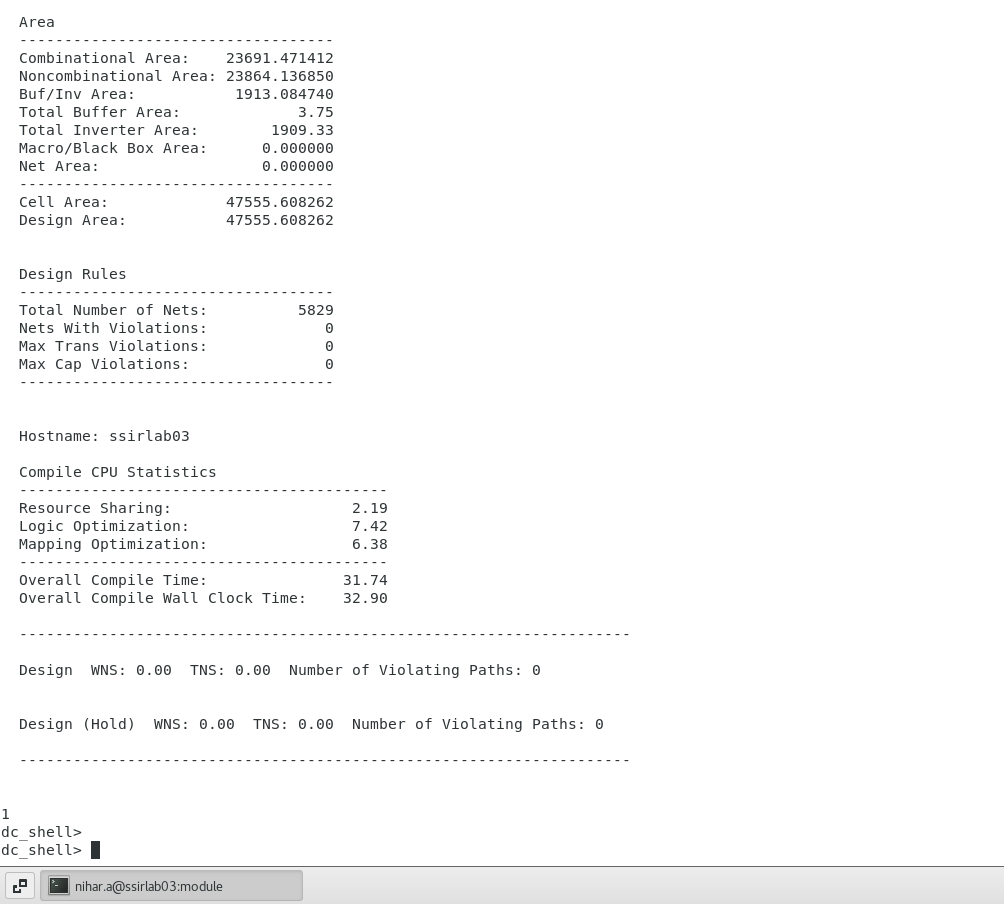 Area
-----------------------------------
Combinational Area:    23691.471412
Noncombinational Area: 23864.136850
Buf/Inv Area:           1913.084740
Total Buffer Area:             3.75
Total Inverter Area:        1909.33
Macro/Black Box Area:      0.000000
Net Area:                  0.000000
-----------------------------------
Cell Area:             47555.608262
Design Area:           47555.608262
Design Rules
-----------------------------------
Total Number of Nets:          5829
Nets With Violations:             0
Max Trans Violations:             0
Max Cap Violations:               0
-----------------------------------
Hostname: ssirlab03
Compile CPU Statistics
-----------------------------------------
Resource Sharing:                    2.19
Logic Optimization:                  7.42
Mapping Optimization:                6.38
-----------------------------------------
Overall Compile Time:               31.74
Overall Compile Wall Clock Time:    32.90
--------------------------------------------------------------------
Design  WNS: 0.00  TNS: 0.00  Number of Violating Paths: 0
Design (Hold)  WNS: 0.00  TNS: 0.00  Number of Violating Paths: 0
--------------------------------------------------------------------
1
dc_shell>
dc_shell>
nihar.a@ssirlab03:module